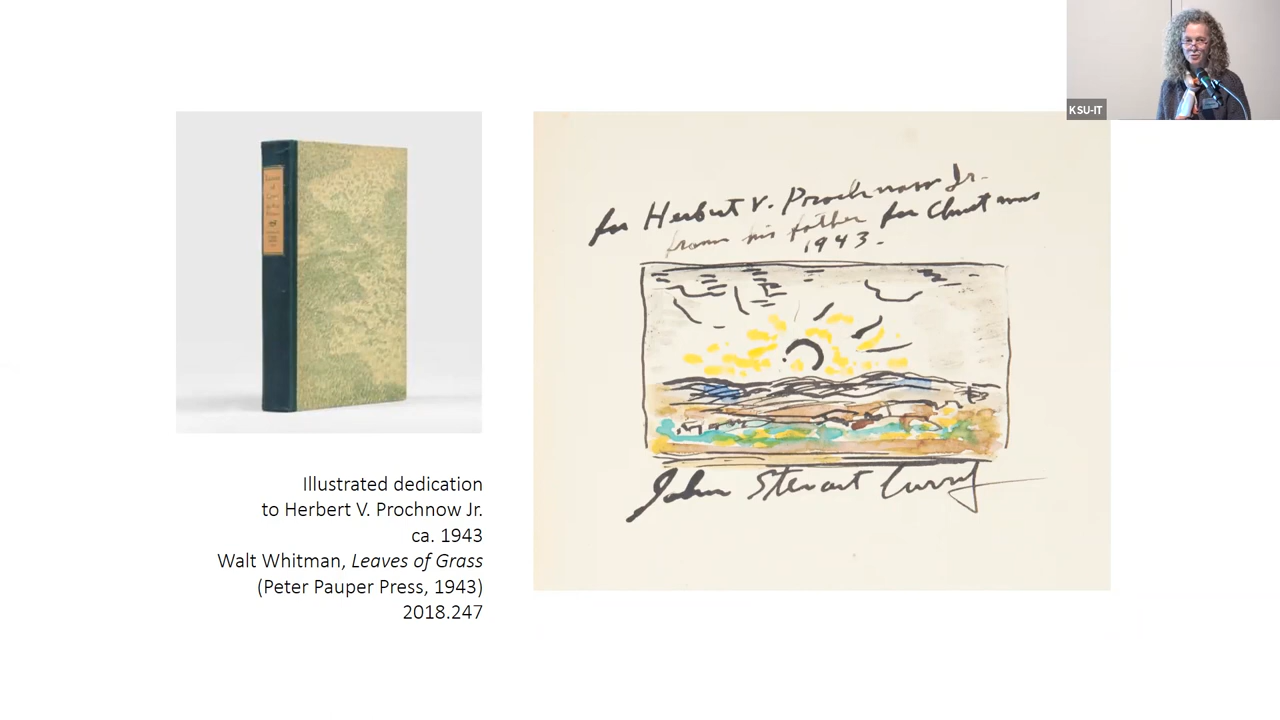 KSU-IT
for Herbert V. Prochnow Jr.
from his father for Christmas
1943.
John Steuart Curry
Illustrated dedication
to Herbert V. Prochnow Jr.
ca. 1943
Walt Whitman, Leaves of Grass
(Peter Pauper Press, 1943)
2018.247